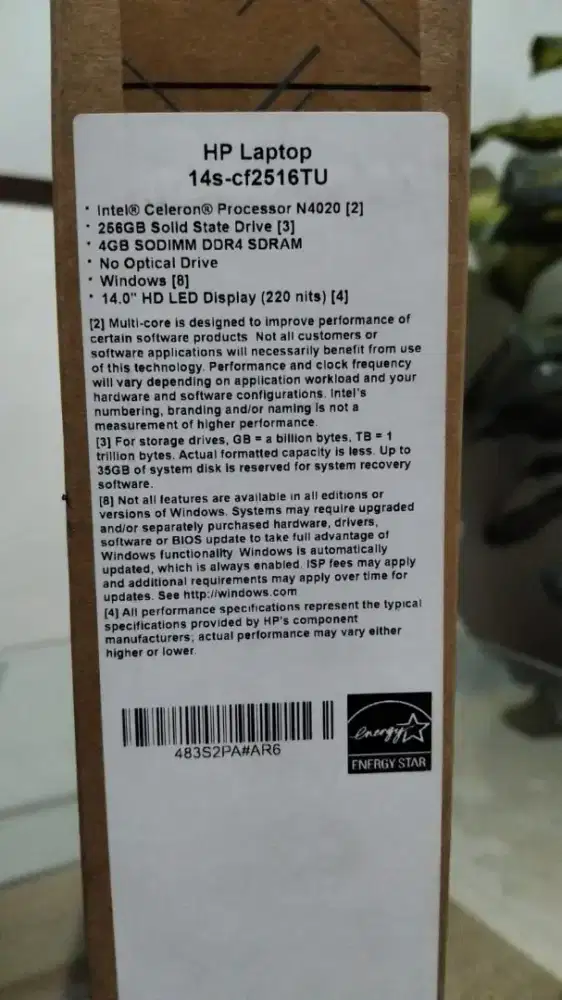 HP Laptop
14s-cf2516TU
• Intel® Celeron® Processor N4020 [2]
• 256GB Solid State Drive [3]
• 4GB SODIMM DDR4 SDRAM
• No Optical Drive
• Windows [8]
• 14.0" HD LED Display (220 nits) [4]
[2] Multi-core is designed to improve performance of
certain software products Not all customers or
software applications will necessarily benefit from use
of this technology. Performance and clock frequency
will vary depending on application workload and your
hardware and software configurations. Intel's
numbering, branding and/or naming is not a
measurement of higher performance.
[3] For storage drives, GB = a billion bytes, TB = 1
trillion bytes. Actual formatted capacity is less. Up to
35GB of system disk is reserved for system recovery
software.
[8] Not all features are available in all editions or
versions of Windows. Systems may require upgraded
and/or separately purchased hardware, drivers,
software or BIOS update to take full advantage of
Windows functionality Windows is automatically
updated, which is always enabled. ISP fees may apply
and additional requirements may apply over time for
updates. See http://windows.com
[4] All performance specifications represent the typical
specifications provided by HP's component
manufacturers; actual performance may vary either
higher or lower.
483S2PA#AR6
energy
ENERGY STAR